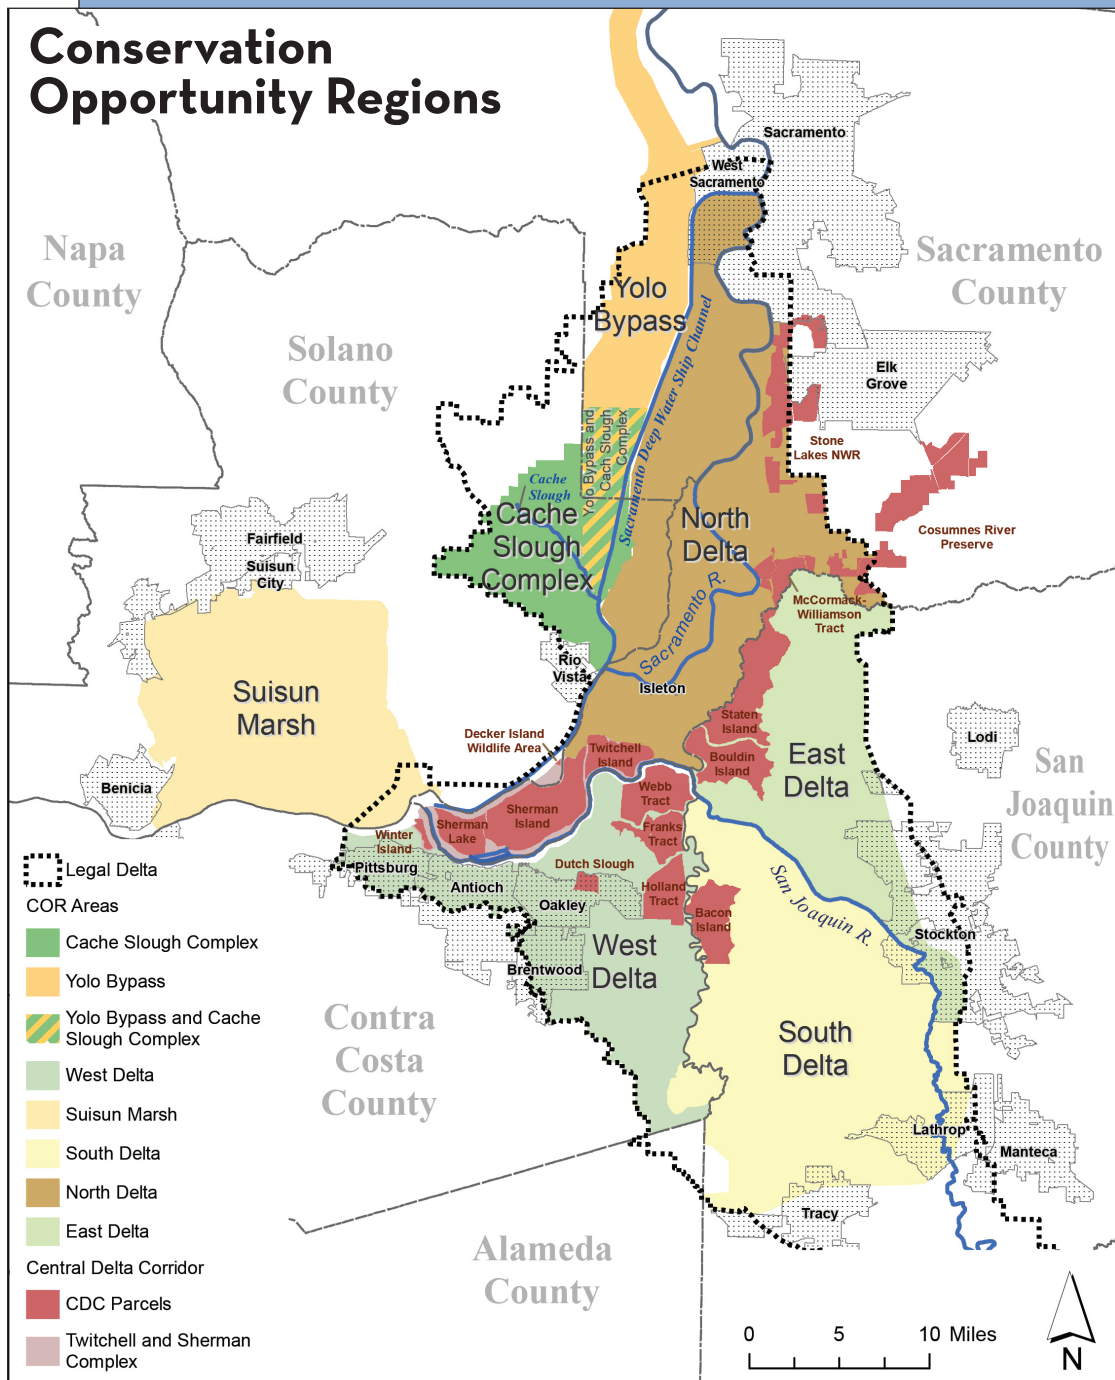 Conservation
Opportunity Regions
Sacramento
West
Sacramento
Napa
County
Sacramento
County
Yolo
Bypass
Solano
County
Sacramento Deep Water Ship Channel
Elk
Grove
Yolo Bypass and
Cach Slough
Complex
Stone
Lakes NWR
Cache
Slough
Cache
Slough
Complex
North
Delta
Cosumnes River
Preserve
Fairfield
Suisun
City
McCormack-
Williamson
Tract
Sacramento R.
Rio
Vista
Isleton
Suisun
Marsh
Staten
Island
Decker Island
Wildlife Area
Twitchell
Island
Bouldin
Island
East
Delta
Lodi
San
Joaquin
County
Benicia
Webb
Tract
Sherman
Island
Sherman
Lake
Franks
Tract
Winter
Island
Pittsburg
Dutch Slough
Antioch
Holland
Tract
Oakley
Bacon
Island
San Joaquin R.
Stockton
West
Delta
Brentwood
Contra
Costa
County
South
Delta
Lathrop
Manteca
Tracy
Alameda
County
Legal Delta
COR Areas
Cache Slough Complex
Yolo Bypass
Yolo Bypass and Cache
Slough Complex
West Delta
Suisun Marsh
South Delta
North Delta
East Delta
Central Delta Corridor
CDC Parcels
Twitchell and Sherman
Complex
0 5 10 Miles
N